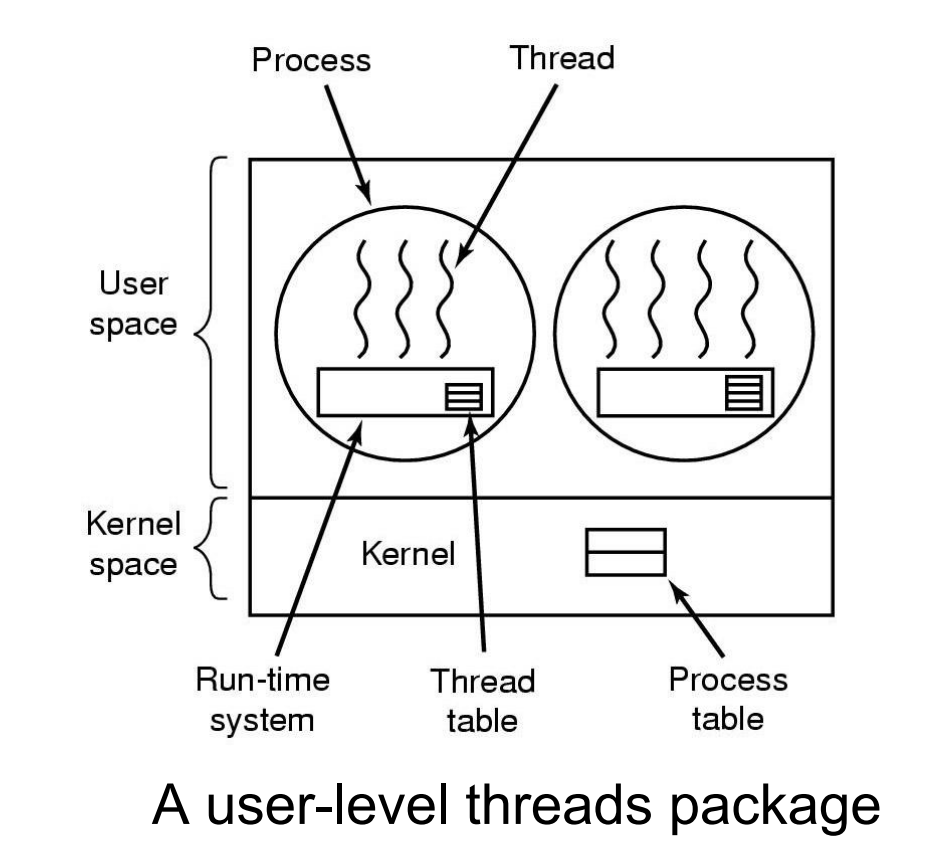 Process
Thread
User
space
Kernel
space
Kernel
Run-time
system
Thread
table
Process
table
A user-level threads package